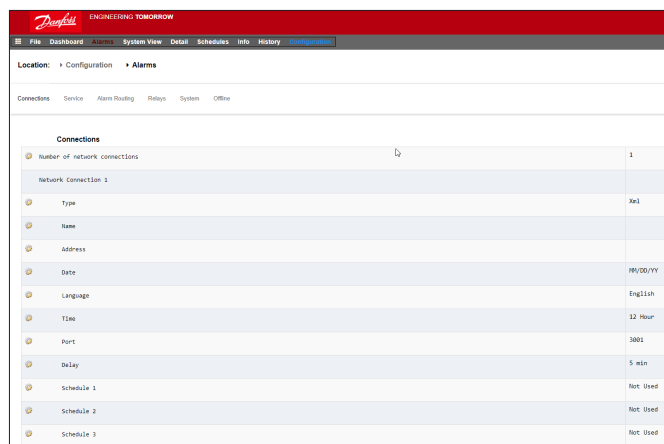 Danfoss ENGINEERING TOMORROW
File Dashboard Alarms System View Detail Schedules Info History Configuration
Location: Configuration Alarms
Connections Service Alarm Routing Relays System Offline
Connections
Number of network connections 1
Network Connection 1
Type Xml
Name
Address
Date MM/DD/YY
Language English
Time 12 Hour
Port 3001
Delay 5 min
Schedule 1 Not Used
Schedule 2 Not Used
Schedule 3 Not Used